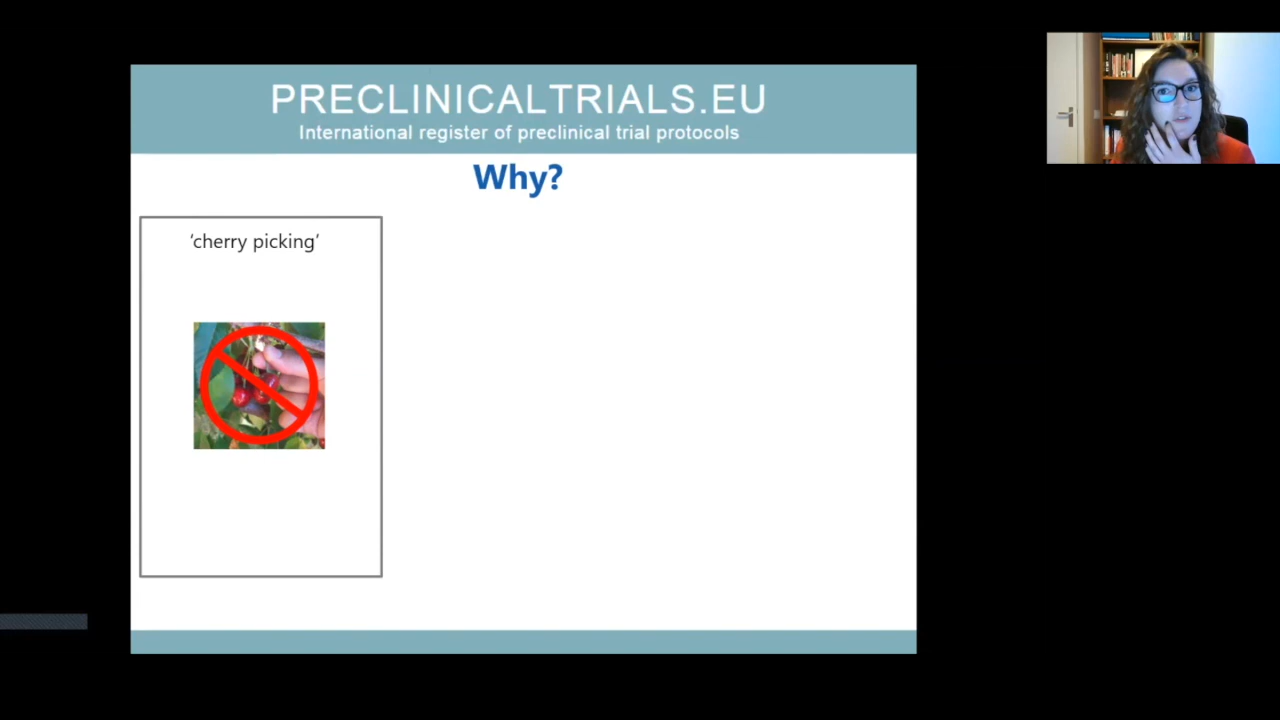 PRECLINICALTRIALS.EU
International register of preclinical trial protocols
Why?
‘cherry picking’